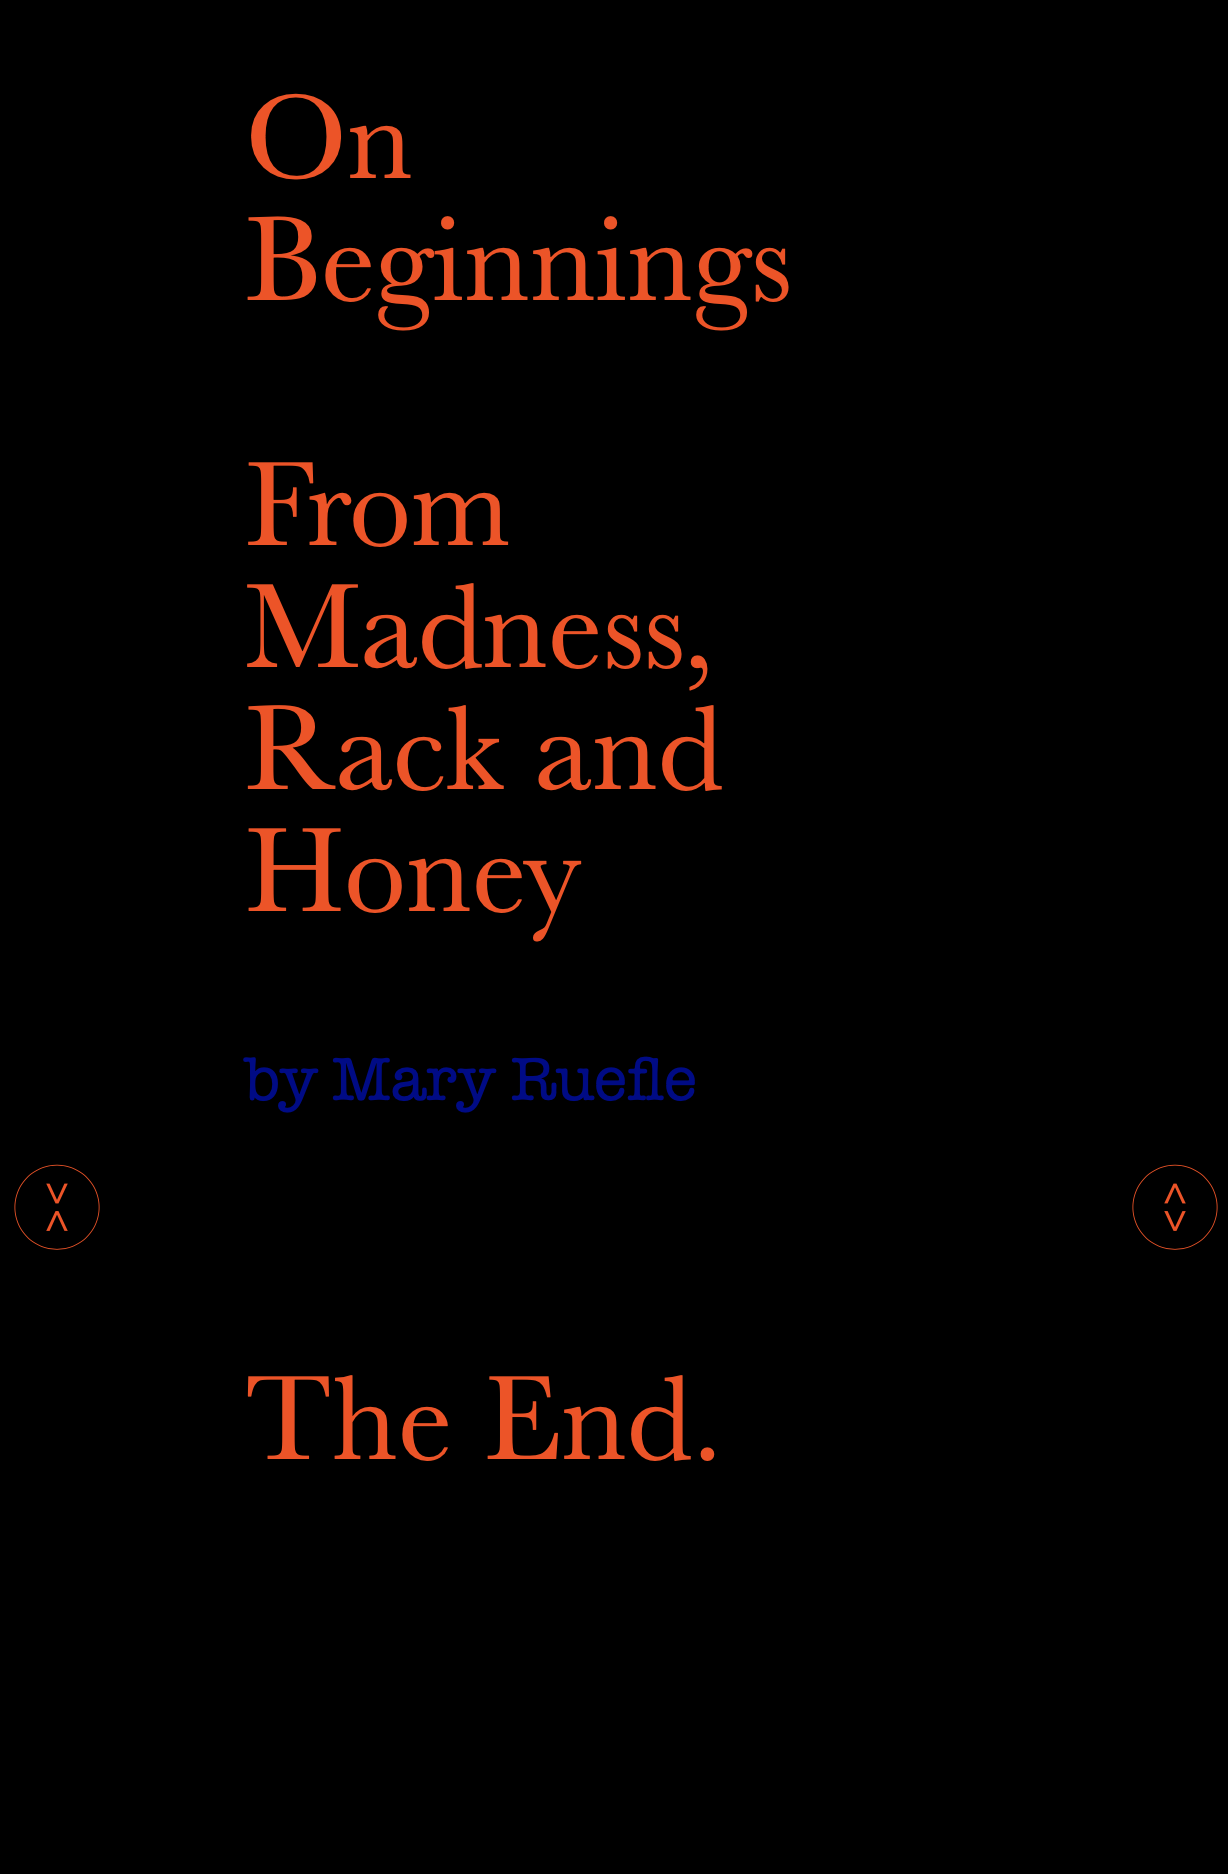 On
Beginnings
From
Madness,
Rack and
Honey
by Mary Ruefle
The End.